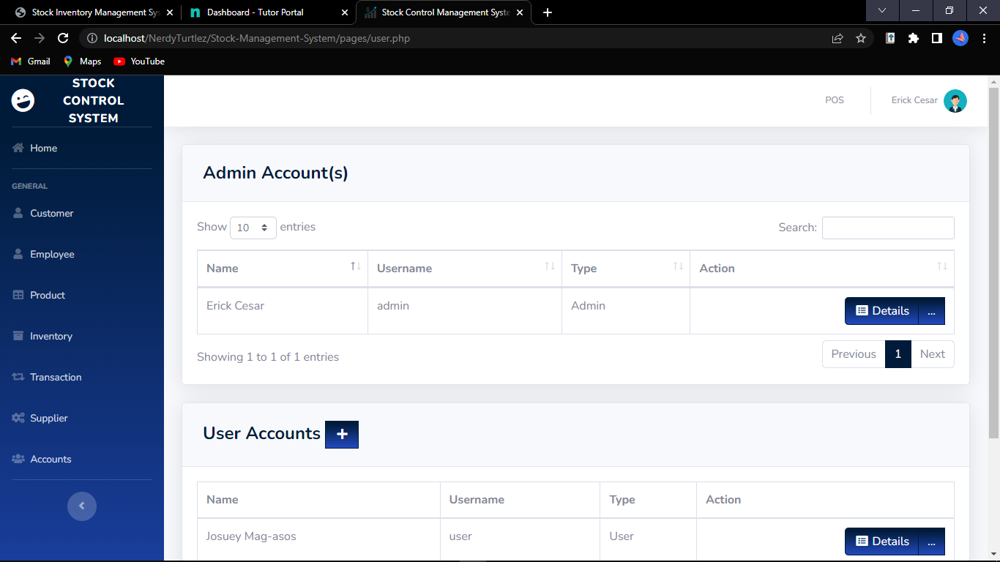 Stock Inventory Management Sys
Dashboard - Tutor Portal
Stock Control Management Syste
localhost/NerdyTurtlez/Stock-Management-System/pages/user.php
Gmail
Maps
YouTube
STOCK
CONTROL
SYSTEM
POS
Erick Cesar
Home
GENERAL
Customer
Employee
Product
Inventory
Transaction
Supplier
Accounts
Admin Account(s)
Show 10 entries
Search:
Name Username Type Action
Erick Cesar admin Admin Details ...
Showing 1 to 1 of 1 entries
Previous 1 Next
User Accounts +
Name Username Type Action
Josuey Mag-asos user User Details ...